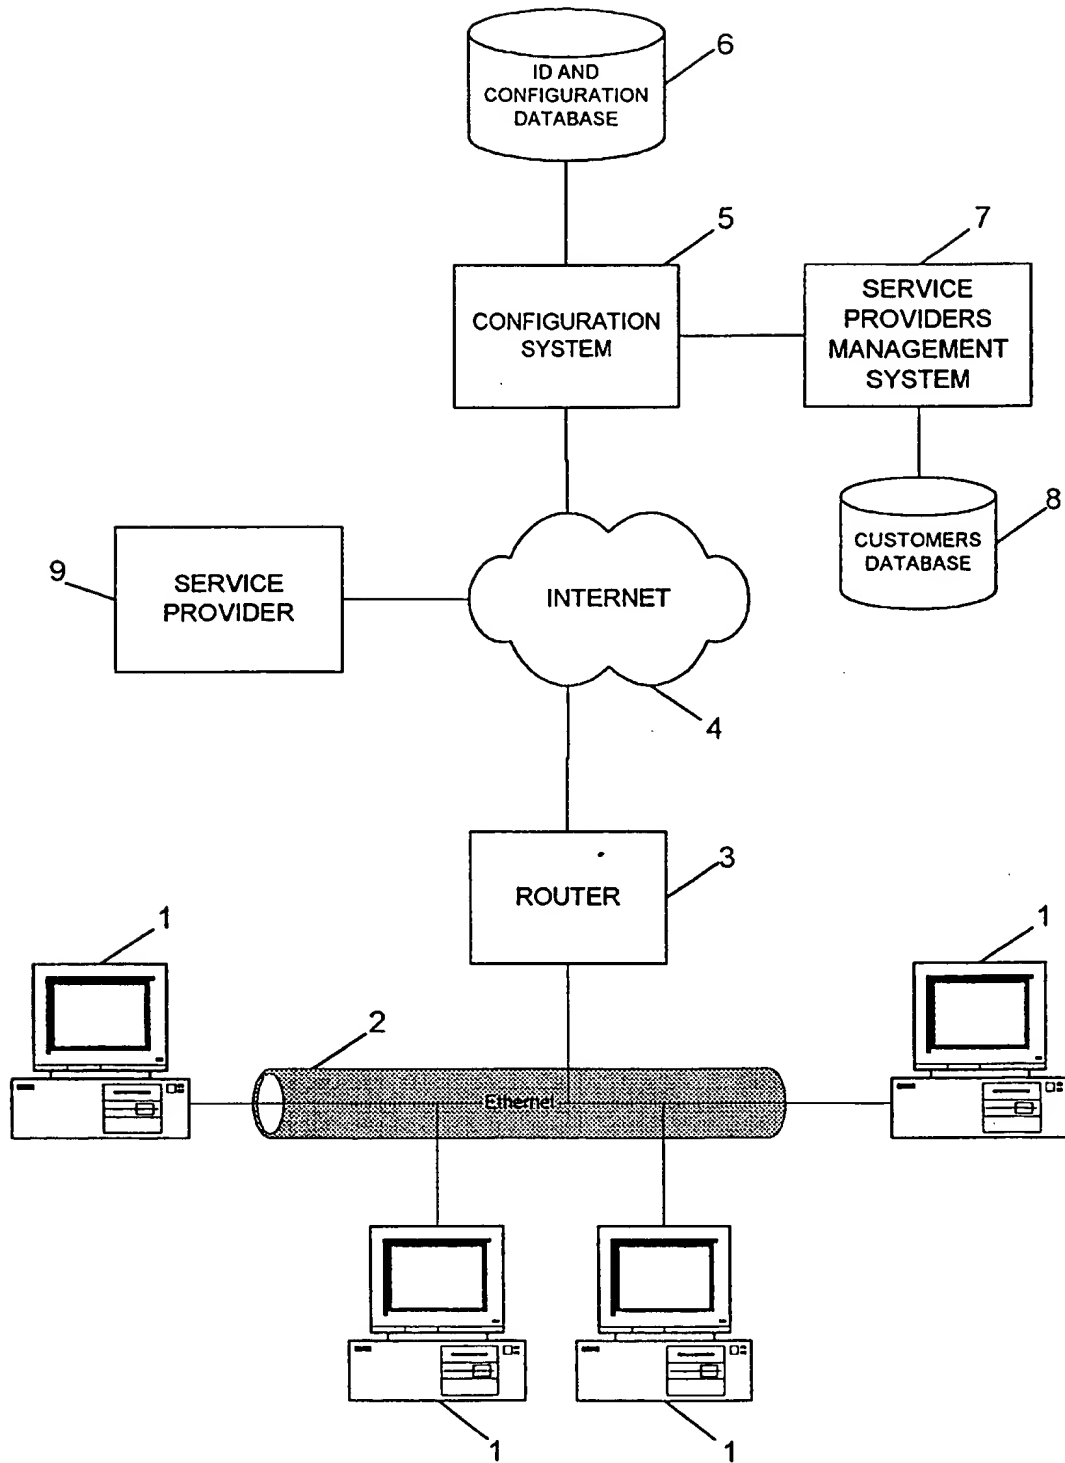 6
ID AND
CONFIGURATION
DATABASE
5
7
CONFIGURATION
SYSTEM
SERVICE
PROVIDERS
MANAGEMENT
SYSTEM
8
CUSTOMERS
DATABASE
9
SERVICE
PROVIDER
INTERNET
4
3
ROUTER
1
1
2
Ethernet
1
1